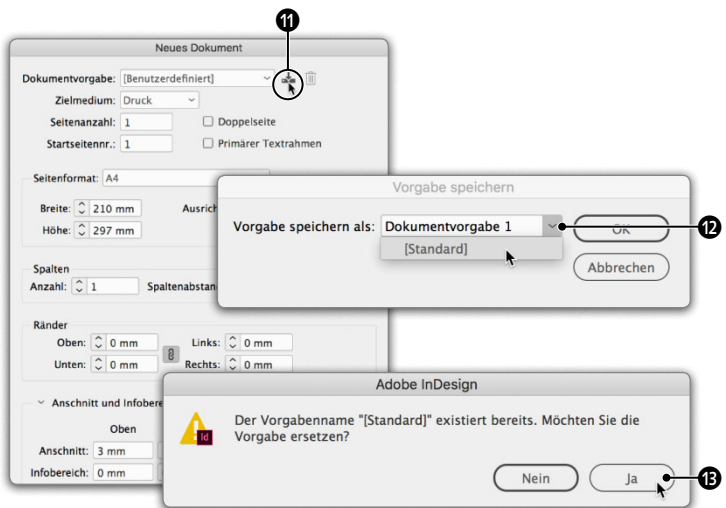 11
Neues Dokument
Dokumentvorgabe: [Benutzerdefiniert]
Zielmedium: Druck
Seitenanzahl: 1 Doppelseite
Startseitennr.: 1 Primärer Textrahmen
Seitenformat: A4
Breite: 210 mm Ausrich
Höhe: 297 mm
Spalten
Anzahl: 1 Spaltenabstan
Ränder
Oben: 0 mm Links: 0 mm
Unten: 0 mm Rechts: 0 mm
Anschnitt und Infobere
Oben
Anschnitt: 3 mm
Infobereich: 0 mm
Vorgabe speichern
Vorgabe speichern als: Dokumentvorgabe 1 OK
[Standard]
Abbrechen
12
Adobe InDesign
Der Vorgabenname "[Standard]" existiert bereits. Möchten Sie die
Vorgabe ersetzen?
Id
Nein Ja
13